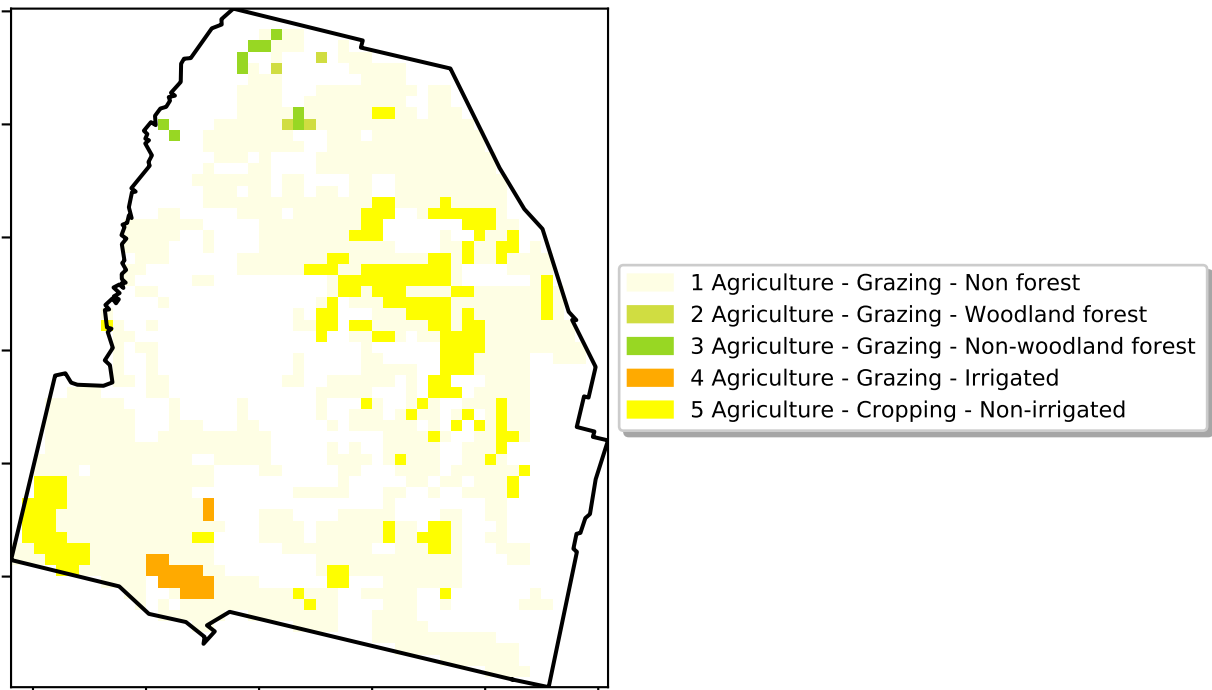 1 Agriculture - Grazing - Non forest
2 Agriculture - Grazing - Woodland forest
3 Agriculture - Grazing - Non-woodland forest
4 Agriculture - Grazing - Irrigated
5 Agriculture - Cropping - Non-irrigated